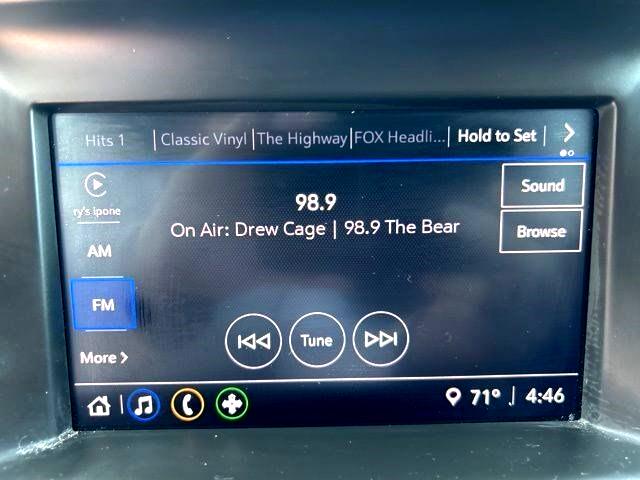 Hits 1 | Classic Vinyl | The Highway | FOX Headli... | Hold to Set |
ry's ipone
98.9
Sound
On Air: Drew Cage | 98.9 The Bear
Browse
AM
FM
Tune
More
71° 4:46